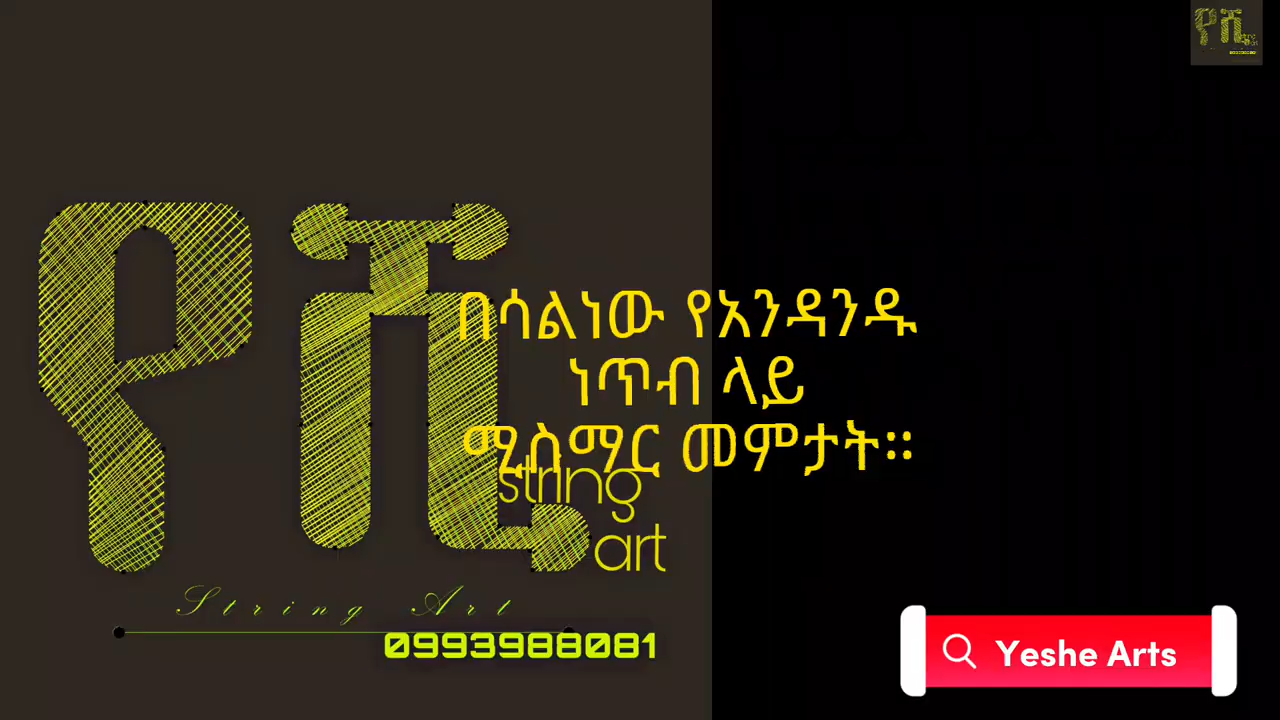 የሺ
በሳልነው የአንዳንዱ
ነጥብ ላይ
ሚስማር መምታት።
string
art
String Art
0993988081
Yeshe Arts